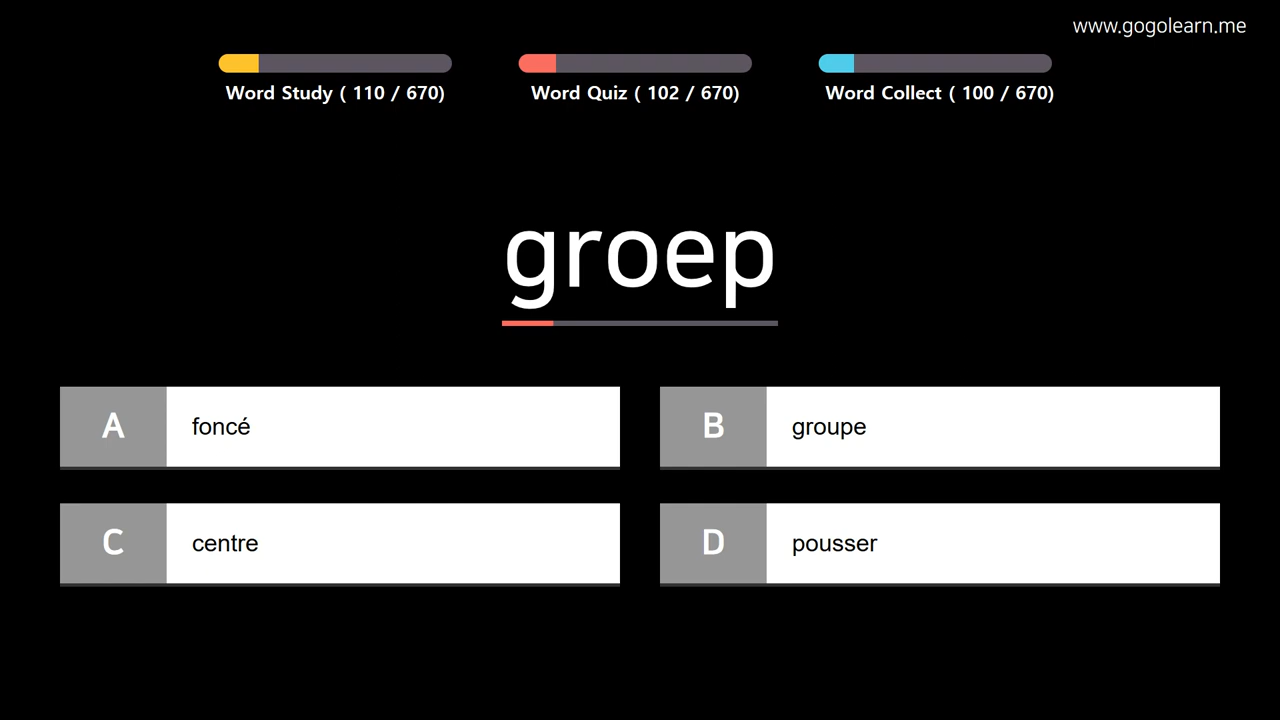 www.gogolearn.me
Word Study ( 110 / 670)
Word Quiz ( 102 / 670)
Word Collect ( 100 / 670)
groep
A foncé
B groupe
C centre
D pousser